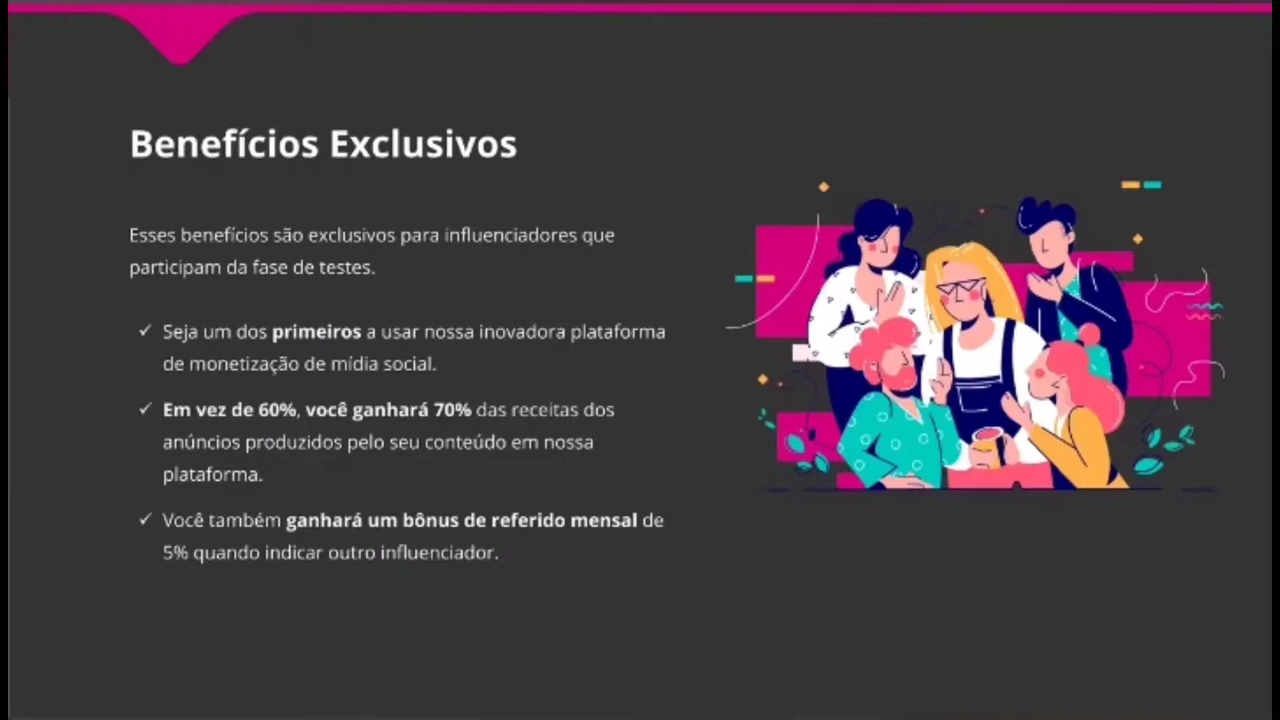 Benefícios Exclusivos
Esses benefícios são exclusivos para influenciadores que
participam da fase de testes.
✓ Seja um dos primeiros a usar nossa inovadora plataforma
de monetização de mídia social.
✓ Em vez de 60%, você ganhará 70% das receitas dos
anúncios produzidos pelo seu conteúdo em nossa
plataforma.
✓ Você também ganhará um bônus de referido mensal de
5% quando indicar outro influenciador.